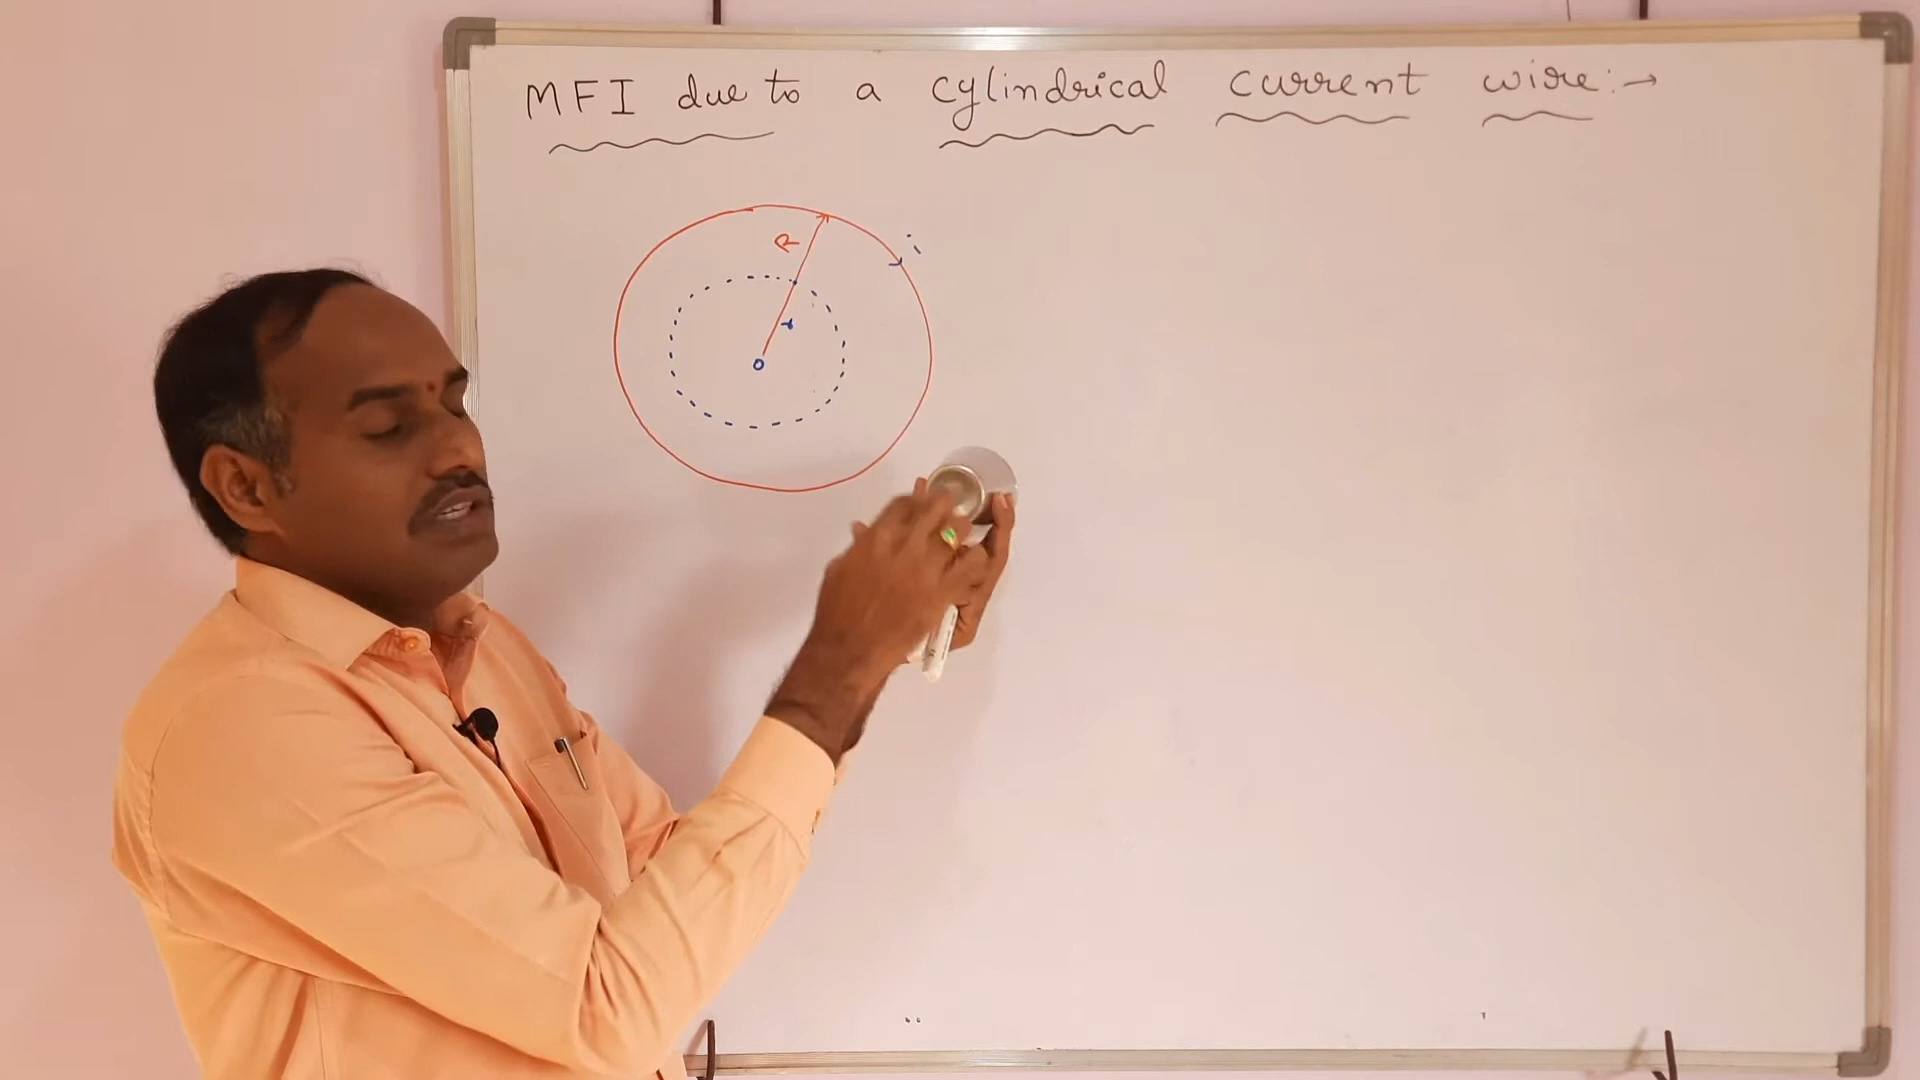 MFI due to a cylindrical current wire:→
R
i
r
O